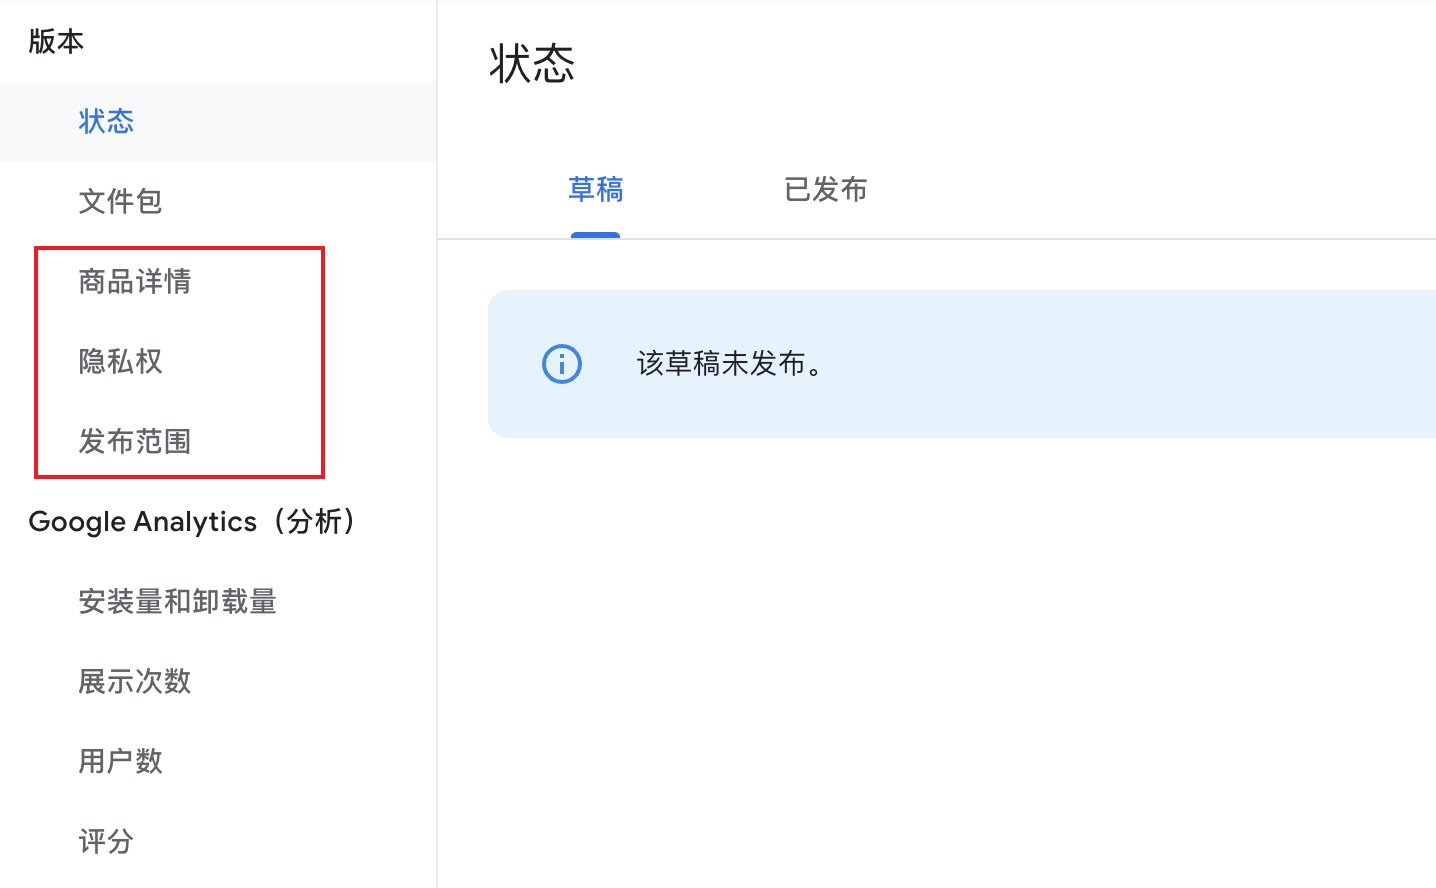 版本
状态
文件包
商品详情
隐私权
发布范围
Google Analytics（分析）
安装量和卸载量
展示次数
用户数
评分
状态
草稿
已发布
该草稿未发布。